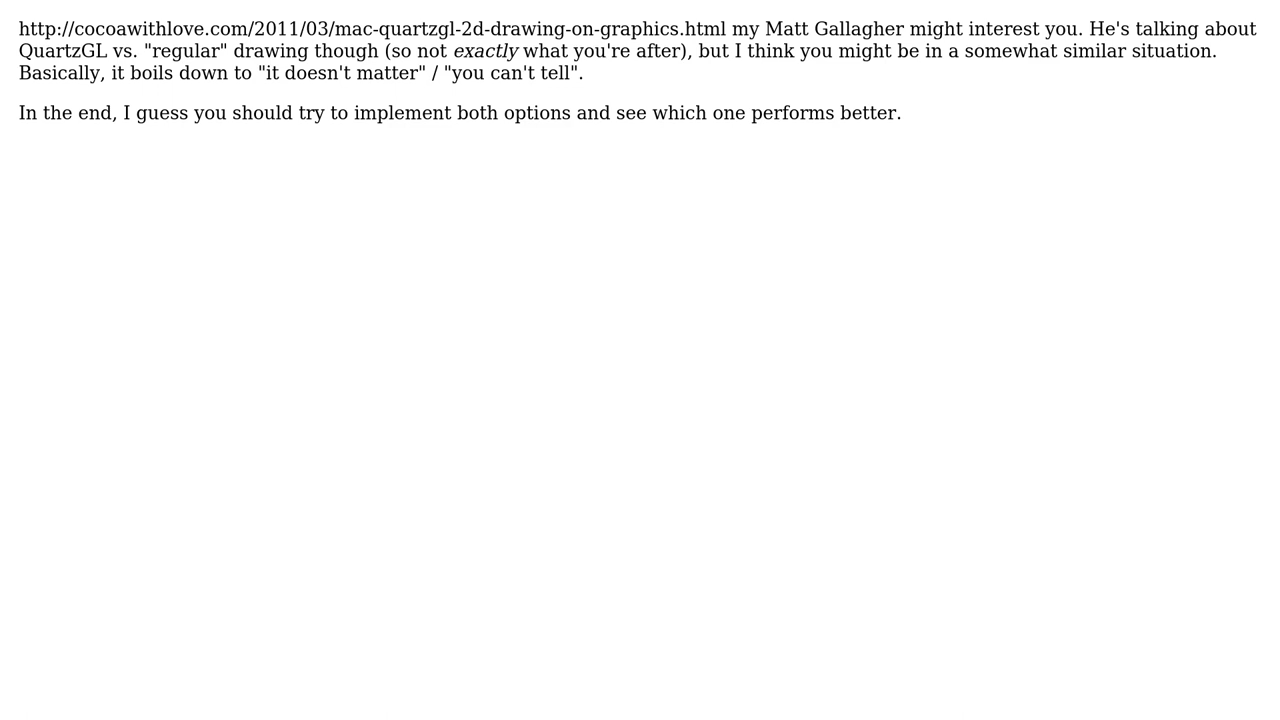 http://cocoawithlove.com/2011/03/mac-quartzgl-2d-drawing-on-graphics.html my Matt Gallagher might interest you. He's talking about
QuartzGL vs. "regular" drawing though (so not exactly what you're after), but I think you might be in a somewhat similar situation.
Basically, it boils down to "it doesn't matter" / "you can't tell".
In the end, I guess you should try to implement both options and see which one performs better.